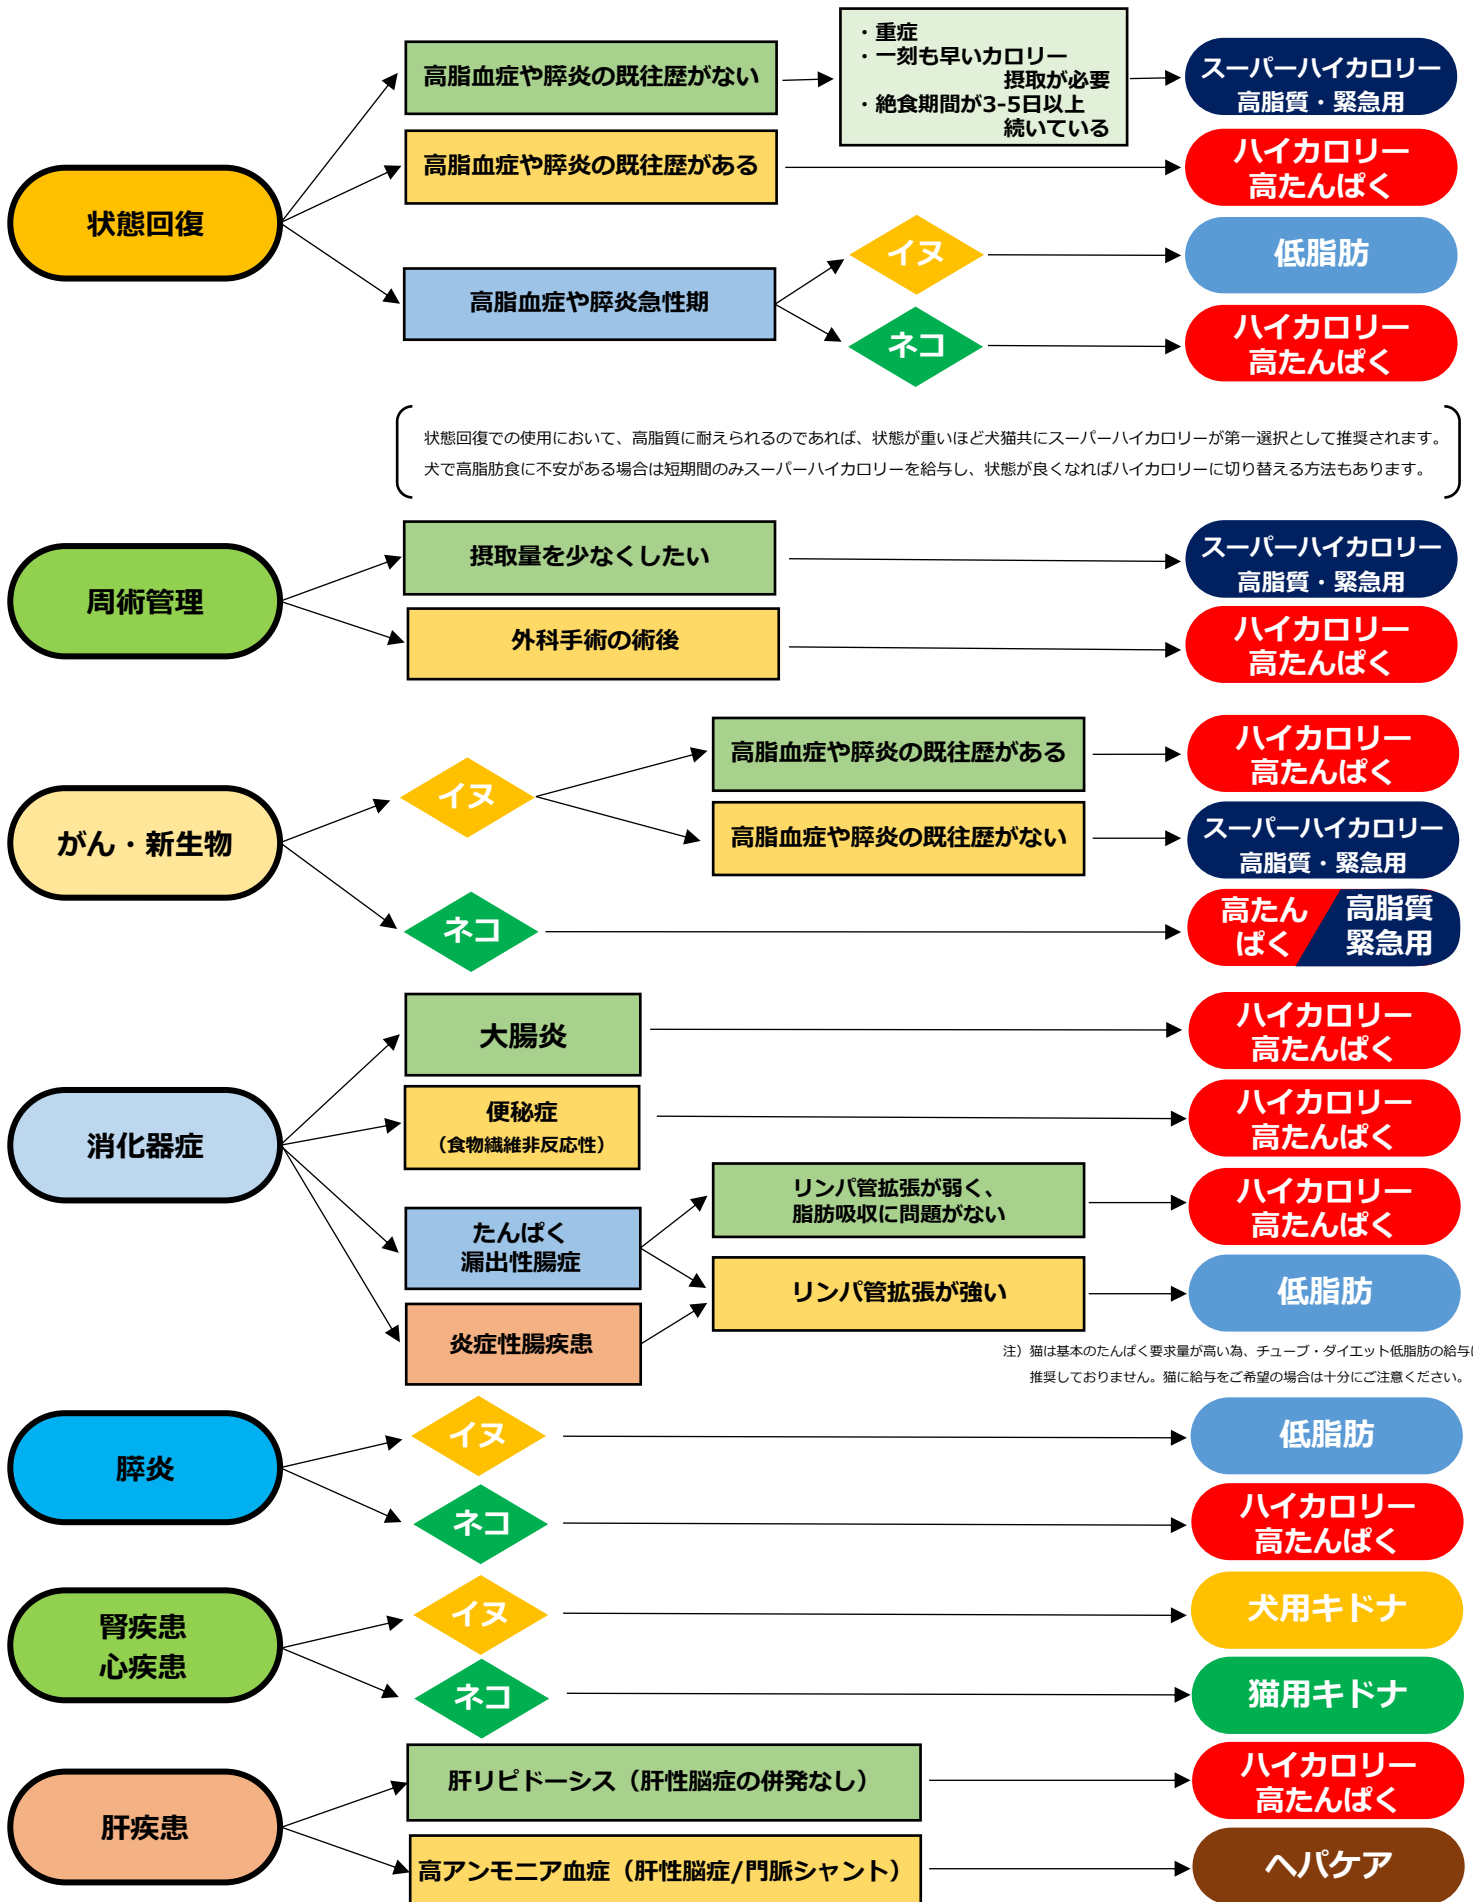 高脂血症や膵炎の既往歴がない
・重症
・一刻も早いカロリー
摂取が必要
・絶食期間が3-5日以上
続いている
スーパーハイカロリー
高脂質・緊急用
状態回復
高脂血症や膵炎の既往歴がある
ハイカロリー
高たんぱく
高脂血症や膵炎急性期
イヌ
低脂肪
ネコ
ハイカロリー
高たんぱく
状態回復での使用において、高脂質に耐えられるのであれば、状態が重いほど犬猫共にスーパーハイカロリーが第一選択として推奨されます。
犬で高脂肪食に不安がある場合は短期間のみスーパーハイカロリーを給与し、状態が良くなればハイカロリーに切り替える方法もあります。
周術管理
摂取量を少なくしたい
スーパーハイカロリー
高脂質・緊急用
外科手術の術後
ハイカロリー
高たんぱく
がん・新生物
イヌ
高脂血症や膵炎の既往歴がある
ハイカロリー
高たんぱく
高脂血症や膵炎の既往歴がない
スーパーハイカロリー
高脂質・緊急用
ネコ
高たん
ぱく
高脂質
緊急用
消化器症
大腸炎
ハイカロリー
高たんぱく
便秘症
（食物繊維非反応性）
ハイカロリー
高たんぱく
たんぱく
漏出性腸症
リンパ管拡張が弱く、
脂肪吸収に問題がない
ハイカロリー
高たんぱく
リンパ管拡張が強い
低脂肪
炎症性腸疾患
注）猫は基本のたんぱく要求量が高い為、チューブ・ダイエット低脂肪の給与は
推奨しておりません。猫に給与をご希望の場合は十分にご注意ください。
膵炎
イヌ
低脂肪
ネコ
ハイカロリー
高たんぱく
腎疾患
心疾患
イヌ
犬用キドナ
ネコ
猫用キドナ
肝疾患
肝リピドーシス（肝性脳症の併発なし）
ハイカロリー
高たんぱく
高アンモニア血症（肝性脳症/門脈シャント）
ヘパケア